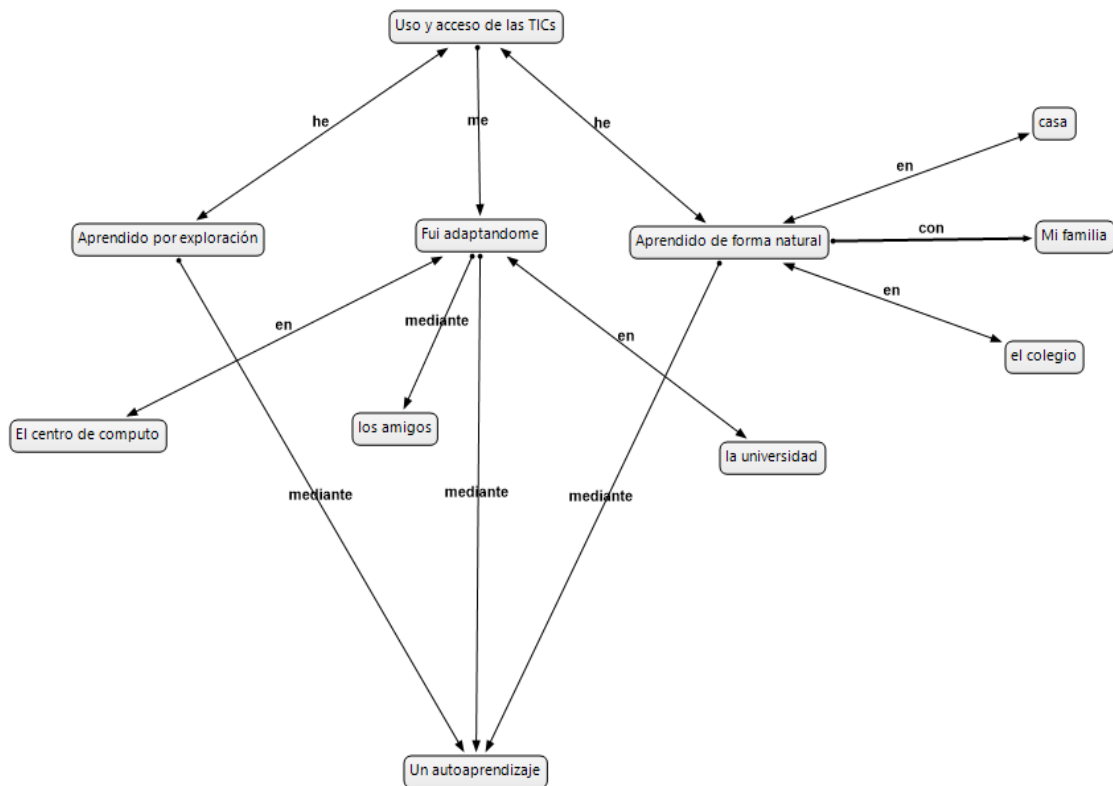 Uso y acceso de las TICs
he
me
he
casa
en
Aprendido por exploración
Fui adaptandome
Aprendido de forma natural
con
Mi familia
en
en
mediante
en
el colegio
El centro de computo
los amigos
la universidad
mediante
mediante
mediante
Un autoaprendizaje